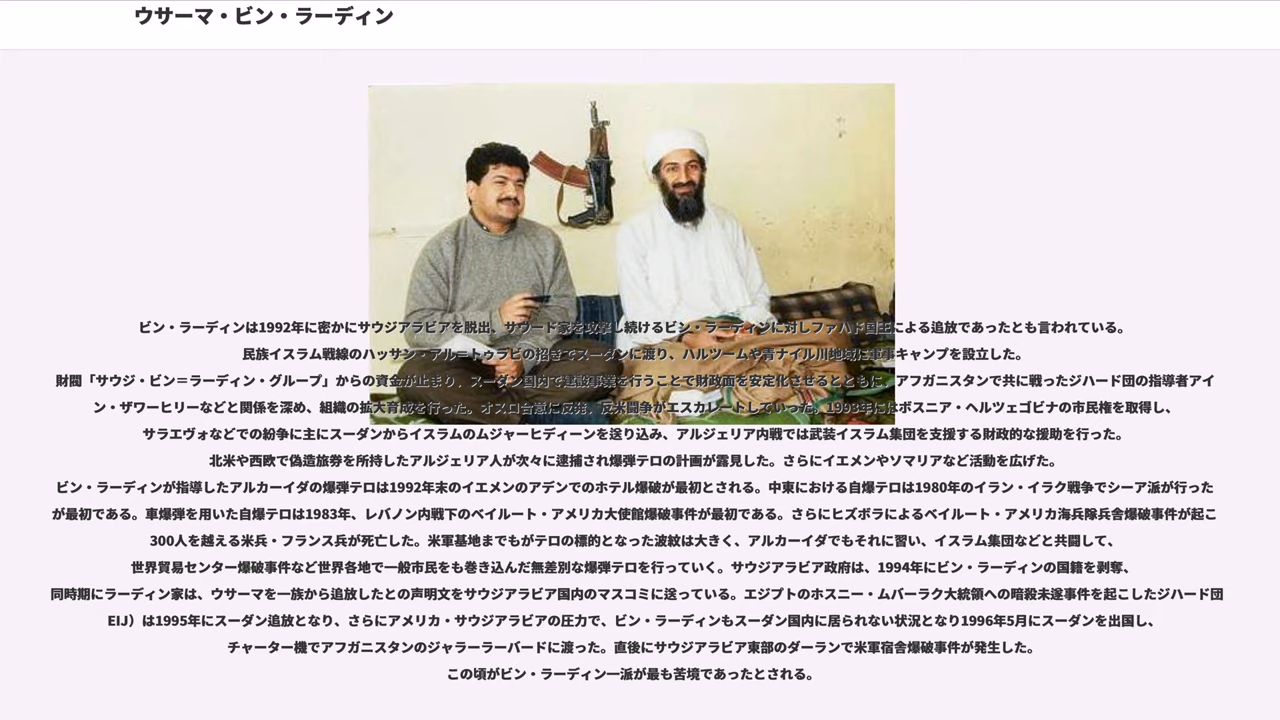 ウサーマ・ビン・ラーディン
ビン・ラーディンは1992年に密かにサウジアラビアを脱出、サウード家を攻撃し続けるビン・ラーディンに対しファハド国王による追放であったとも言われている。
民族イスラム戦線のハッサン・アル＝トゥラビの招きでスーダンに渡り、ハルツームや青ナイル川地域に軍事キャンプを設立した。
財閥「サウジ・ビン＝ラーディン・グループ」からの資金が止まり、スーダン国内で建設事業を行うことで財政面を安定化させるとともに、アフガニスタンで共に戦ったジハード団の指導者アイ
ン・ザワーヒリーなどと関係を深め、組織の拡大育成を行った。オスロ合意に反発、反米闘争がエスカレートしていった。1993年にはボスニア・ヘルツェゴビナの市民権を取得し、
サラエヴォなどでの紛争に主にスーダンからイスラムのムジャーヒディーンを送り込み、アルジェリア内戦では武装イスラム集団を支援する財政的な援助を行った。
北米や西欧で偽造旅券を所持したアルジェリア人が次々に逮捕され爆弾テロの計画が露見した。さらにイエメンやソマリアなど活動を広げた。
ビン・ラーディンが指導したアルカーイダの爆弾テロは1992年末のイエメンのアデンでのホテル爆破が最初とされる。中東における自爆テロは1980年のイラン・イラク戦争でシーア派が行った
が最初である。車爆弾を用いた自爆テロは1983年、レバノン内戦下のベイルート・アメリカ大使館爆破事件が最初である。さらにヒズボラによるベイルート・アメリカ海兵隊兵舎爆破事件が起こ
300人を越える米兵・フランス兵が死亡した。米軍基地までもがテロの標的となった波紋は大きく、アルカーイダでもそれに習い、イスラム集団などと共闘して、
世界貿易センター爆破事件など世界各地で一般市民をも巻き込んだ無差別な爆弾テロを行っていく。サウジアラビア政府は、1994年にビン・ラーディンの国籍を剥奪、
同時期にラーディン家は、ウサーマを一族から追放したとの声明文をサウジアラビア国内のマスコミに送っている。エジプトのホスニー・ムバーラク大統領への暗殺未遂事件を起こしたジハード団
EIJ）は1995年にスーダン追放となり、さらにアメリカ・サウジアラビアの圧力で、ビン・ラーディンもスーダン国内に居られない状況となり1996年5月にスーダンを出国し、
チャーター機でアフガニスタンのジャラーラーバードに渡った。直後にサウジアラビア東部のダーランで米軍宿舎爆破事件が発生した。
この頃がビン・ラーディン一派が最も苦境であったとされる。